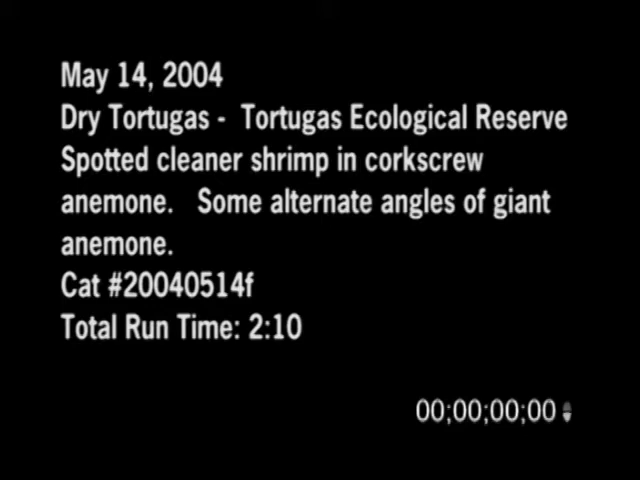 May 14, 2004
Dry Tortugas -  Tortugas Ecological Reserve
Spotted cleaner shrimp in corkscrew
anemone.   Some alternate angles of giant
anemone.
Cat #20040514f
Total Run Time: 2:10
00;00;00;00